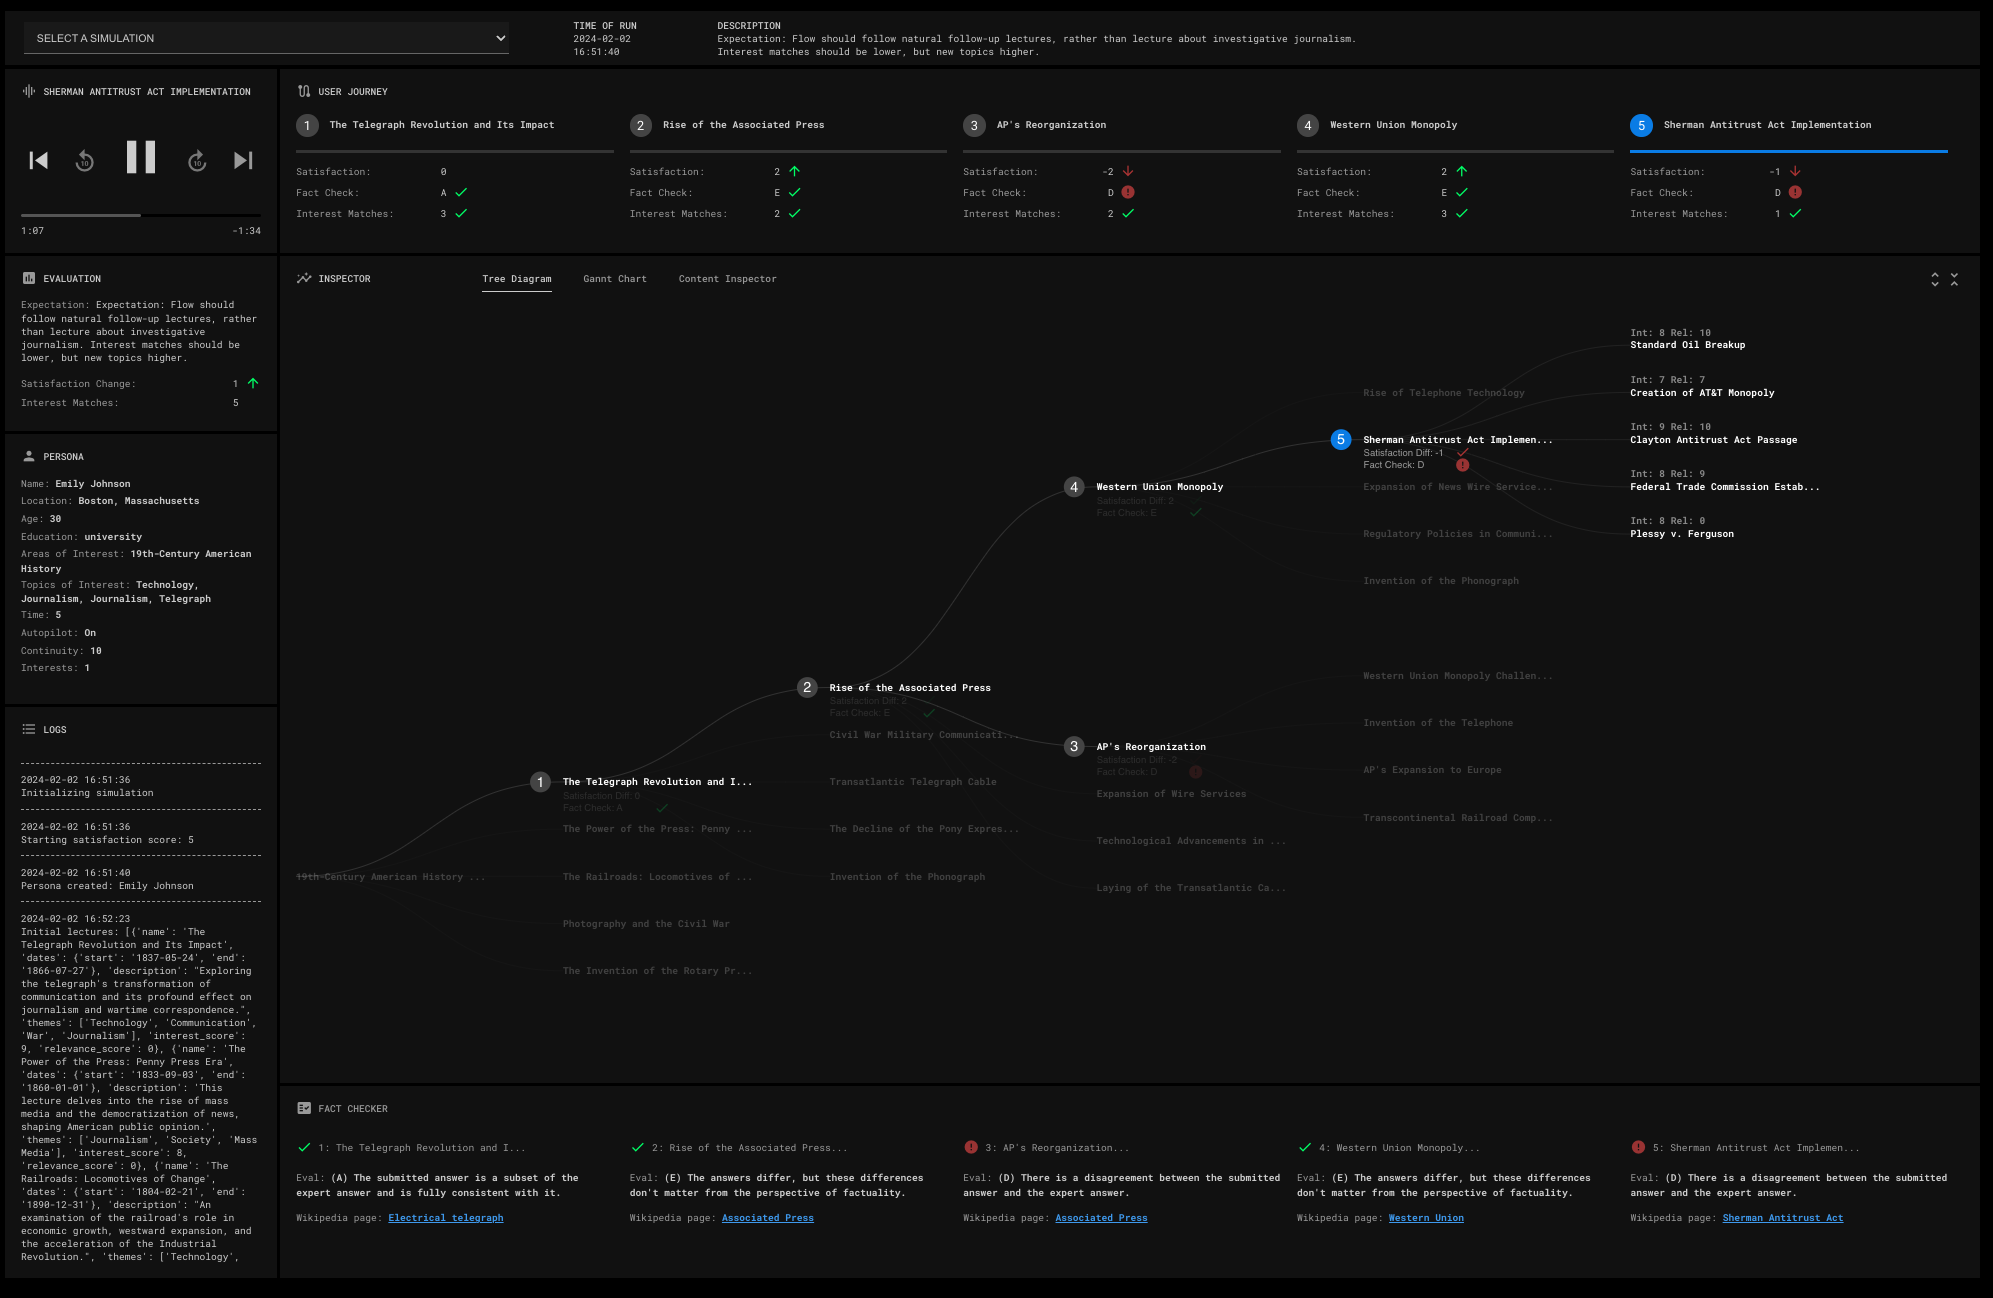 SELECT A SIMULATION
TIME OF RUN
2024-02-02
16:51:40
DESCRIPTION
Expectation: Flow should follow natural follow-up lectures, rather than lecture about investigative journalism.
Interest matches should be lower, but new topics higher.
SHERMAN ANTITRUST ACT IMPLEMENTATION
10
10
1:07
-1:34
USER JOURNEY
1 The Telegraph Revolution and Its Impact
Satisfaction: 0
Fact Check: A
Interest Matches: 3
2 Rise of the Associated Press
Satisfaction: 2
Fact Check: E
Interest Matches: 2
3 AP's Reorganization
Satisfaction: -2
Fact Check: D
Interest Matches: 2
4 Western Union Monopoly
Satisfaction: 2
Fact Check: E
Interest Matches: 3
5 Sherman Antitrust Act Implementation
Satisfaction: -1
Fact Check: D
Interest Matches: 1
EVALUATION
Expectation: Expectation: Flow should
follow natural follow-up lectures, rather
than lecture about investigative
journalism. Interest matches should be
lower, but new topics higher.
Satisfaction Change: 1
Interest Matches: 5
PERSONA
Name: Emily Johnson
Location: Boston, Massachusetts
Age: 30
Education: university
Areas of Interest: 19th-Century American
History
Topics of Interest: Technology,
Journalism, Journalism, Telegraph
Time: 5
Autopilot: On
Continuity: 10
Interests: 1
LOGS
2024-02-02 16:51:36
Initializing simulation
2024-02-02 16:51:36
Starting satisfaction score: 5
2024-02-02 16:51:40
Persona created: Emily Johnson
2024-02-02 16:52:23
Initial lectures: [{'name': 'The
Telegraph Revolution and Its Impact',
'dates': {'start': '1837-05-24', 'end':
'1866-07-27'}, 'description': "Exploring
the telegraph's transformation of
communication and its profound effect on
journalism and wartime correspondence.",
'themes': ['Technology', 'Communication',
'War', 'Journalism'], 'interest_score':
9, 'relevance_score': 0}, {'name': 'The
Power of the Press: Penny Press Era',
'dates': {'start': '1833-09-03', 'end':
'1860-01-01'}, 'description': 'This
lecture delves into the rise of mass
media and the democratization of news,
shaping American public opinion.',
'themes': ['Journalism', 'Society', 'Mass
Media'], 'interest_score': 8,
'relevance_score': 0}, {'name': 'The
Railroads: Locomotives of Change',
'dates': {'start': '1804-02-21', 'end':
'1890-12-31'}, 'description': "An
examination of the railroad's role in
economic growth, westward expansion, and
the acceleration of the Industrial
Revolution.", 'themes': ['Technology',
INSPECTOR
Tree Diagram
Gannt Chart
Content Inspector
19th-Century American History ...
1 The Telegraph Revolution and I...
Satisfaction Diff: 0
Fact Check: A
The Power of the Press: Penny ...
The Railroads: Locomotives of ...
Photography and the Civil War
The Invention of the Rotary Pr...
2 Rise of the Associated Press
Satisfaction Diff: 2
Fact Check: E
Civil War Military Communicati...
Transatlantic Telegraph Cable
The Decline of the Pony Expres...
Invention of the Phonograph
4 Western Union Monopoly
Satisfaction Diff: 2
Fact Check: E
3 AP's Reorganization
Satisfaction Diff: -2
Fact Check: D
Expansion of Wire Services
Technological Advancements in ...
Laying of the Transatlantic Ca...
Rise of Telephone Technology
5 Sherman Antitrust Act Implemen...
Satisfaction Diff: -1
Fact Check: D
Expansion of News Wire Service...
Regulatory Policies in Communi...
Invention of the Phonograph
Western Union Monopoly Challen...
Invention of the Telephone
AP's Expansion to Europe
Transcontinental Railroad Comp...
Int: 8 Rel: 10
Standard Oil Breakup
Int: 7 Rel: 7
Creation of AT&T Monopoly
Int: 9 Rel: 10
Clayton Antitrust Act Passage
Int: 8 Rel: 9
Federal Trade Commission Estab...
Int: 8 Rel: 0
Plessy v. Ferguson
FACT CHECKER
1: The Telegraph Revolution and I...
Eval: (A) The submitted answer is a subset of the
expert answer and is fully consistent with it.
Wikipedia page: Electrical telegraph
2: Rise of the Associated Press...
Eval: (E) The answers differ, but these differences
don't matter from the perspective of factuality.
Wikipedia page: Associated Press
3: AP's Reorganization...
Eval: (D) There is a disagreement between the submitted
answer and the expert answer.
Wikipedia page: Associated Press
4: Western Union Monopoly...
Eval: (E) The answers differ, but these differences
don't matter from the perspective of factuality.
Wikipedia page: Western Union
5: Sherman Antitrust Act Implemen...
Eval: (D) There is a disagreement between the submitted
answer and the expert answer.
Wikipedia page: Sherman Antitrust Act